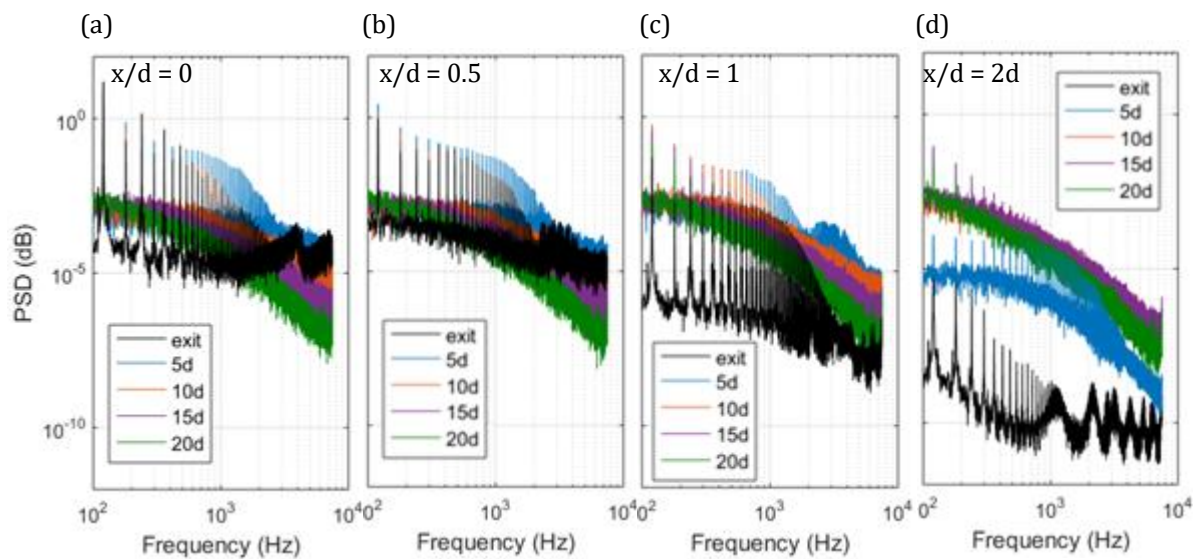 (a) (b) (c) (d)
x/d = 0 x/d = 0.5 x/d = 1 x/d = 2d
exit
5d
10d
15d
20d
exit
5d
10d
15d
20d
exit
5d
10d
15d
20d
exit
5d
10d
15d
20d
PSD (dB)
10^0
10^-5
10^-10
10^2 10^3 10^4 10^2 10^3 10^4 0^2 10^3 10^4 0^2 10^3 10^4
Frequency (Hz) Frequency (Hz) Frequency (Hz) Frequency (Hz)